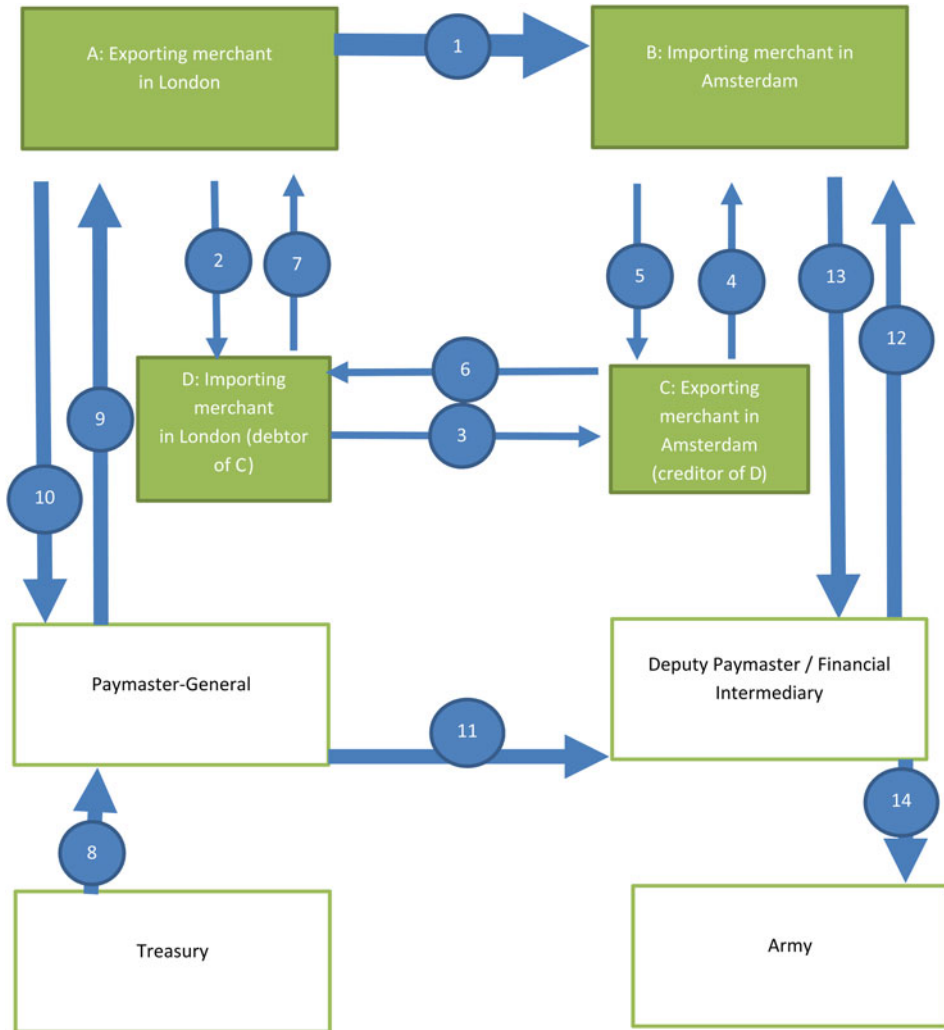 A: Exporting merchant
in London
1
B: Importing merchant in
Amsterdam
2
7
5
4
13
12
D: Importing
merchant
in London (debtor
of C)
6
3
C: Exporting
merchant in
Amsterdam
(creditor of D)
9
10
Paymaster-General
11
Deputy Paymaster / Financial
Intermediary
8
14
Treasury
Army